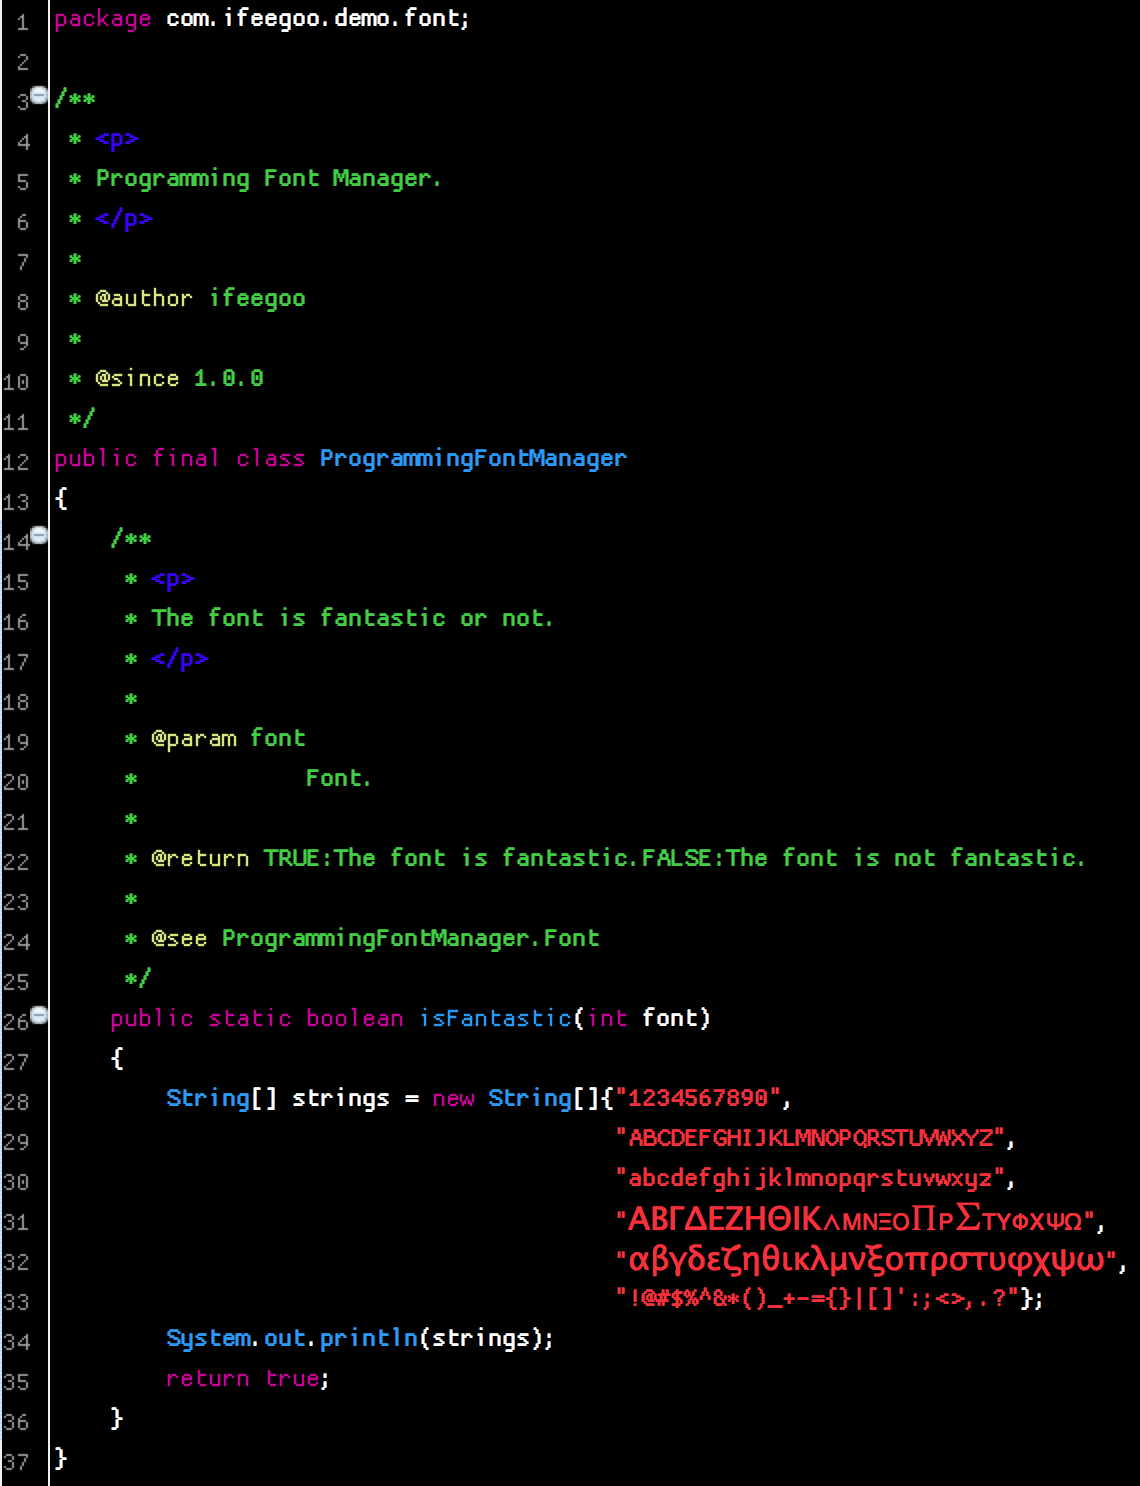 1 package com.ifeegoo.demo.font;
2
3 /**
4  * <p>
5  * Programming Font Manager.
6  * </p>
7  *
8  * @author ifeegoo
9  *
10  * @since 1.0.0
11  */
12 public final class ProgrammingFontManager
13 {
14     /**
15      * <p>
16      * The font is fantastic or not.
17      * </p>
18      *
19      * @param font
20      *            Font.
21      *
22      * @return TRUE:The font is fantastic.FALSE:The font is not fantastic.
23      *
24      * @see ProgrammingFontManager.Font
25      */
26     public static boolean isFantastic(int font)
27     {
28         String[] strings = new String[]{"1234567890",
29                                         "ABCDEFGHIJKLMNOPQRSTUVWXYZ",
30                                         "abcdefghijklmnopqrstuvwxyz",
31                                         "ΑΒΓΔΕΖΗΘΙΚΛΜΝΞΟΠΡΣΤΥΦΧΨΩ",
32                                         "αβγδεζηθικλμνξοπρστυφχψω",
33                                         "!@#$%^&*()_+-={}|[]':;<>,.?"};
34         System.out.println(strings);
35         return true;
36     }
37 }